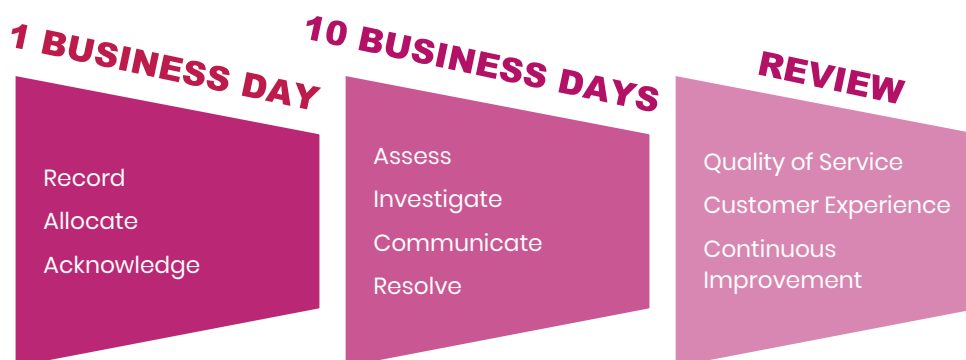 1 BUSINESS DAY
Record
Allocate
Acknowledge
10 BUSINESS DAYS
Assess
Investigate
Communicate
Resolve
REVIEW
Quality of Service
Customer Experience
Continuous
Improvement